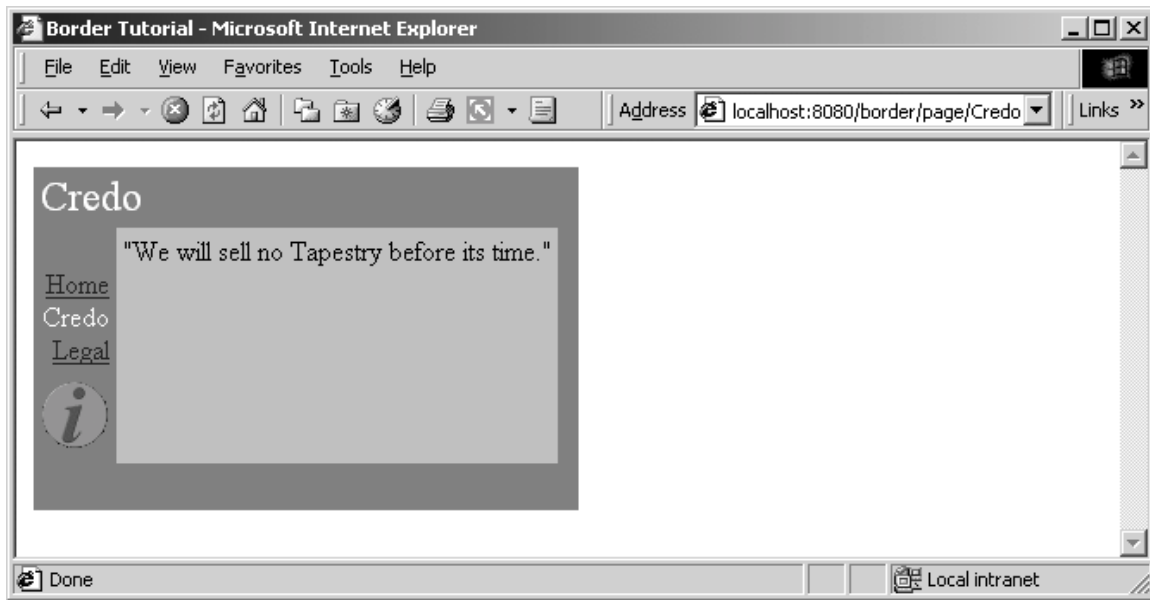 Border Tutorial - Microsoft Internet Explorer
File Edit View Favorites Tools Help
Address localhost:8080/border/page/Credo Links »
Credo
"We will sell no Tapestry before its time."
Home
Credo
Legal
i
Done Local intranet